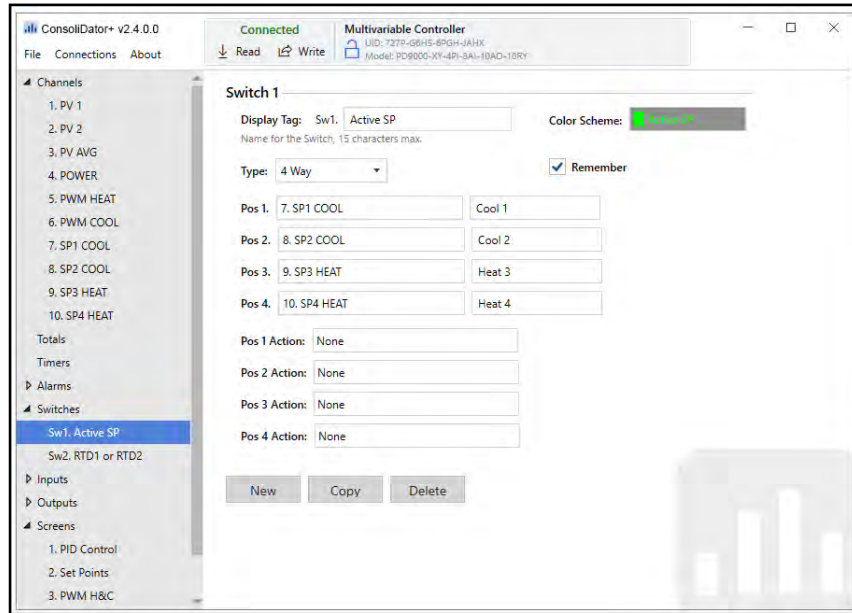 ConsoliDator+ v2.4.0.0
File Connections About
Connected
Read Write
Multivariable Controller
UID: 727P-G6HS-6PGH-JAHX
Model: PD9000-XY-4PI-8AI-10AO-10RY
Channels
1. PV 1
2. PV 2
3. PV AVG
4. POWER
5. PWM HEAT
6. PWM COOL
7. SP1 COOL
8. SP2 COOL
9. SP3 HEAT
10. SP4 HEAT
Totals
Timers
Alarms
Switches
Sw1. Active SP
Sw2. RTD1 or RTD2
Inputs
Outputs
Screens
1. PID Control
2. Set Points
3. PWM H&C
Switch 1
Display Tag: Sw1. Active SP
Color Scheme:
Name for the Switch, 15 characters max.
Type: 4 Way
Remember
Pos 1. 7. SP1 COOL Cool 1
Pos 2. 8. SP2 COOL Cool 2
Pos 3. 9. SP3 HEAT Heat 3
Pos 4. 10. SP4 HEAT Heat 4
Pos 1 Action: None
Pos 2 Action: None
Pos 3 Action: None
Pos 4 Action: None
New Copy Delete